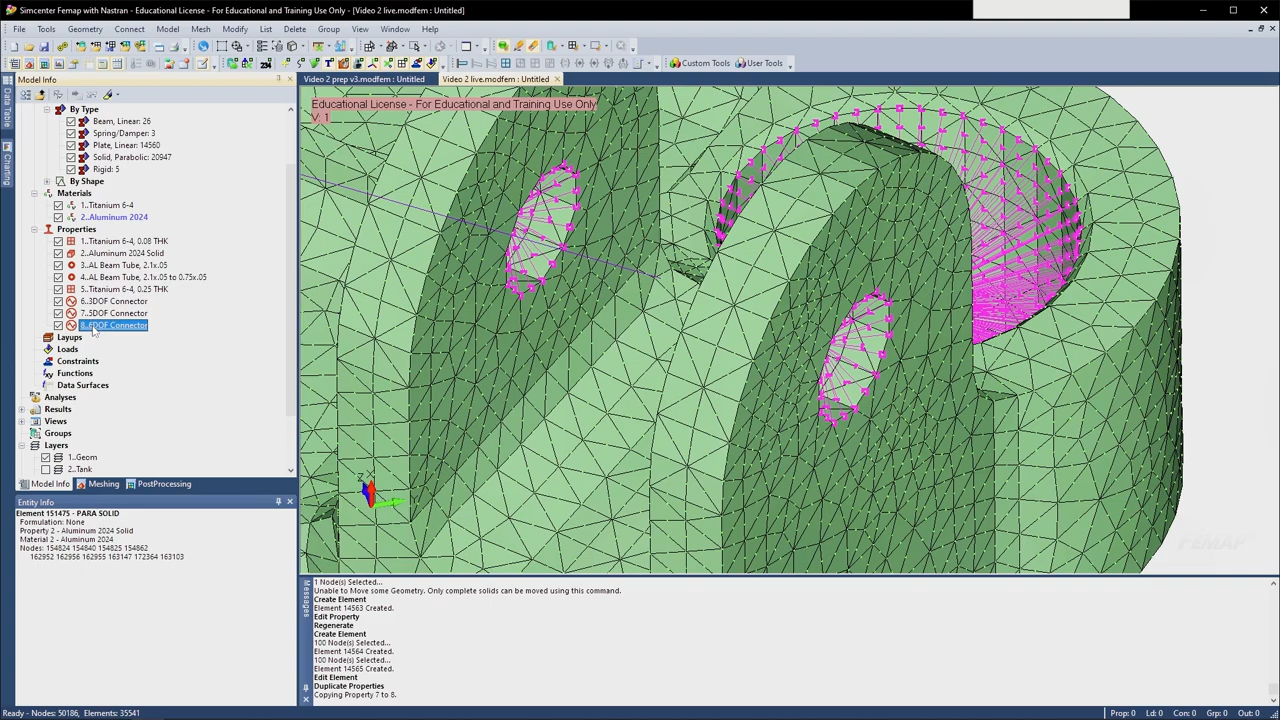 Simcenter Femap with Nastran - Educational License - For Educational and Training Use Only - [Video 2 live.modfem : Untitled]
File Tools Geometry Connect Model Mesh Modify List Delete Group View Window Help
Custom Tools User Tools
Model Info
Video 2 prep v3.modfem : Untitled Video 2 live.modfem : Untitled
Data Table
Charting
By Type
Beam, Linear: 26
Spring/Damper: 3
Plate, Linear: 14560
Solid, Parabolic: 20947
Rigid: 5
By Shape
Materials
1..Titanium 6-4
2..Aluminum 2024
Properties
1..Titanium 6-4, 0.08 THK
2..Aluminum 2024 Solid
3..AL Beam Tube, 2.1x.05
4..AL Beam Tube, 2.1x.05 to 0.75x.05
5..Titanium 6-4, 0.25 THK
6..3DOF Connector
7..5DOF Connector
8..6DOF Connector
Layups
Loads
Constraints
Functions
Data Surfaces
Analyses
Results
Views
Groups
Layers
1..Geom
2..Tank
Model Info Meshing PostProcessing
Educational License - For Educational and Training Use Only
V: 1
Z
FEMAP
Entity Info
Element 151475 - PARA SOLID
Formulation: None
Property 2 - Aluminum 2024 Solid
Material 2 - Aluminum 2024
Nodes: 154824 154840 154825 154862
162952 162956 162955 163147 172364 163103
Messages
1 Node(s) Selected...
Unable to Move some Geometry. Only complete solids can be moved using this command.
Create Element
Element 14563 Created.
Edit Property
Regenerate
Create Element
100 Node(s) Selected...
Element 14564 Created.
100 Node(s) Selected...
Element 14565 Created.
Edit Element
Duplicate Properties
Copying Property 7 to 8.
Ready - Nodes: 50186, Elements: 35541
Prop: 0 Ld: 0 Con: 0 Grp: 0 Out: 0